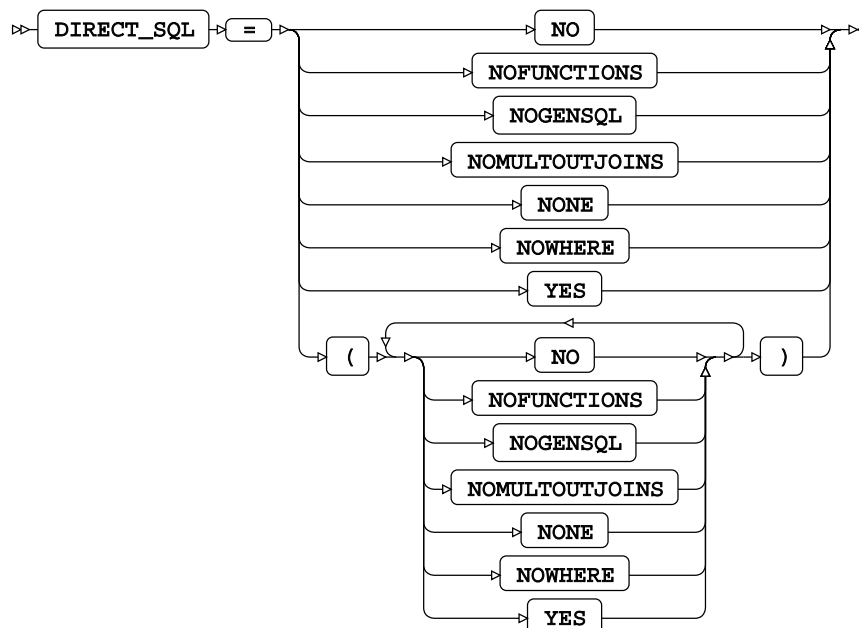 DIRECT_SQL = NO
NOFUNCTIONS
NOGENSQL
NOMULTOUTJOINS
NONE
NOWHERE
YES
( NO )
NOFUNCTIONS
NOGENSQL
NOMULTOUTJOINS
NONE
NOWHERE
YES